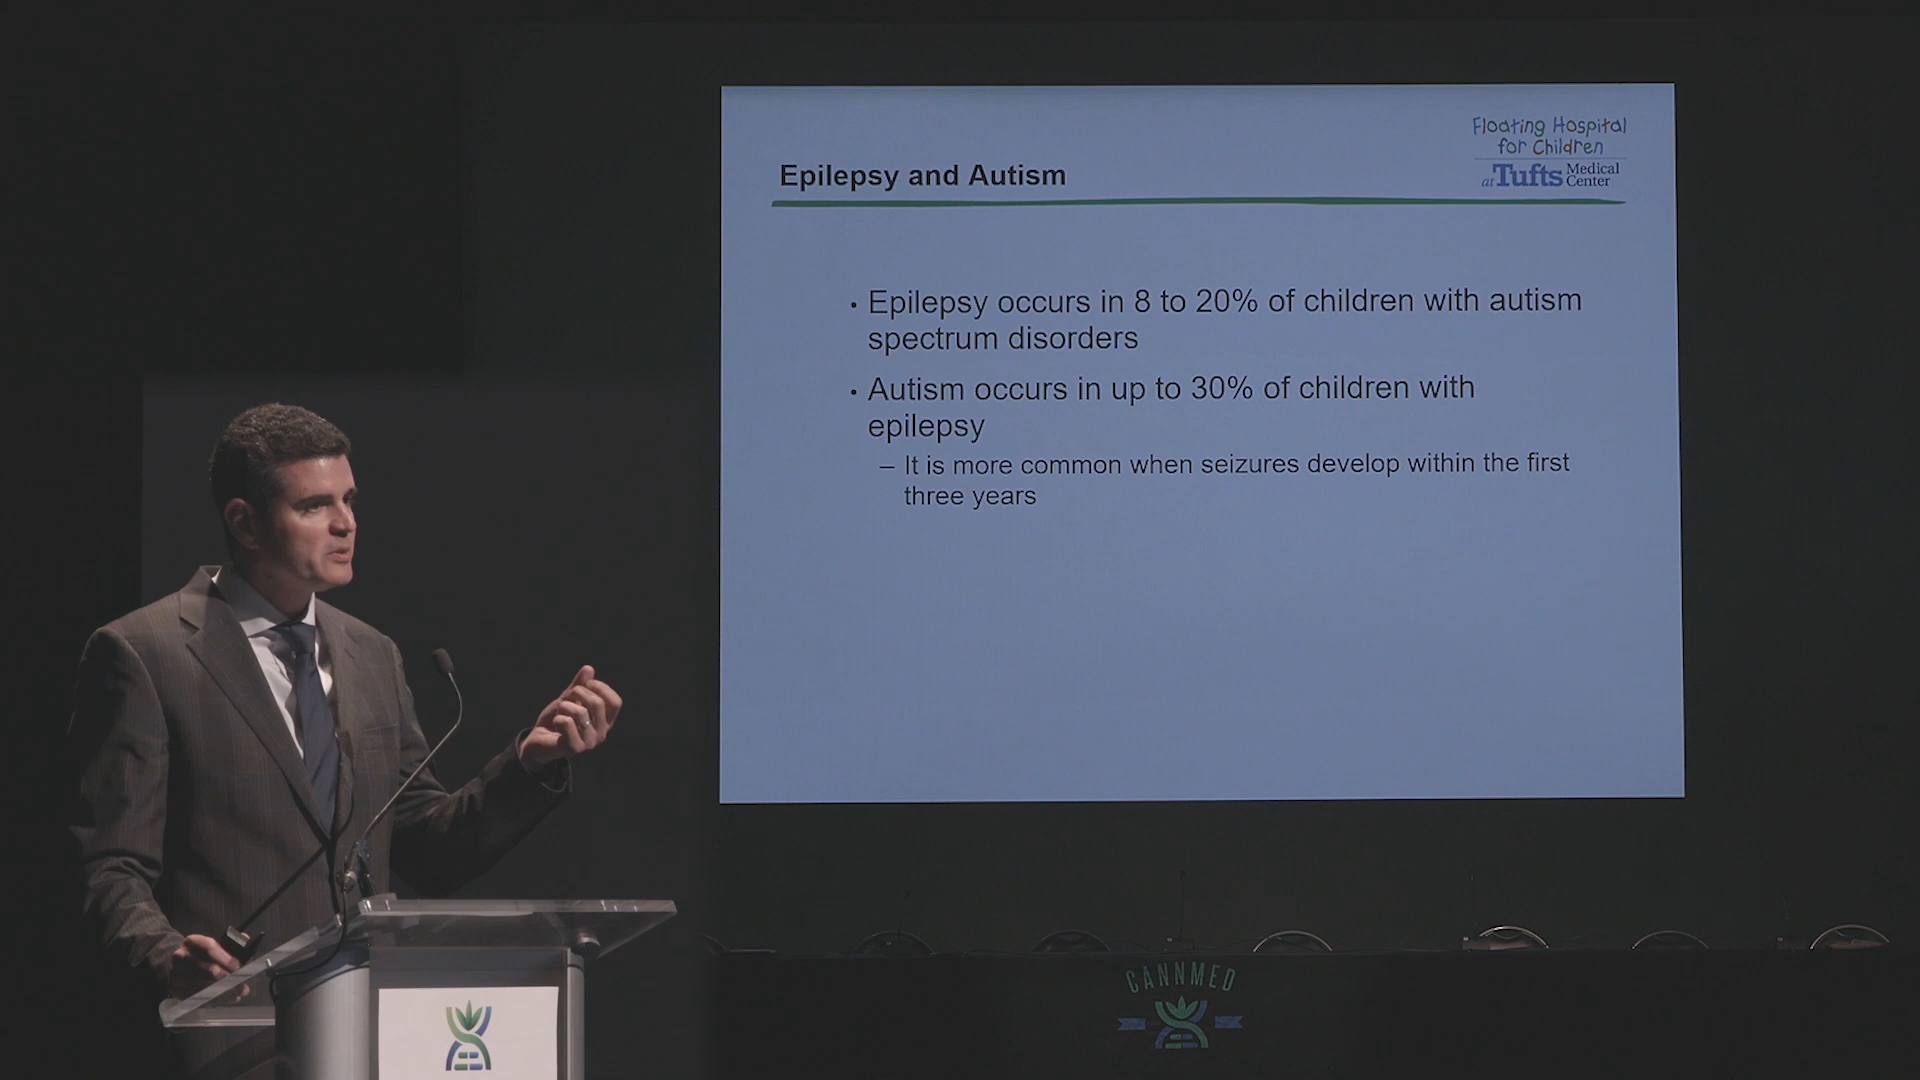 Floating Hospital
for Children
at Tufts Medical Center
Epilepsy and Autism
• Epilepsy occurs in 8 to 20% of children with autism
spectrum disorders
• Autism occurs in up to 30% of children with
epilepsy
– It is more common when seizures develop within the first
three years
CANNMED